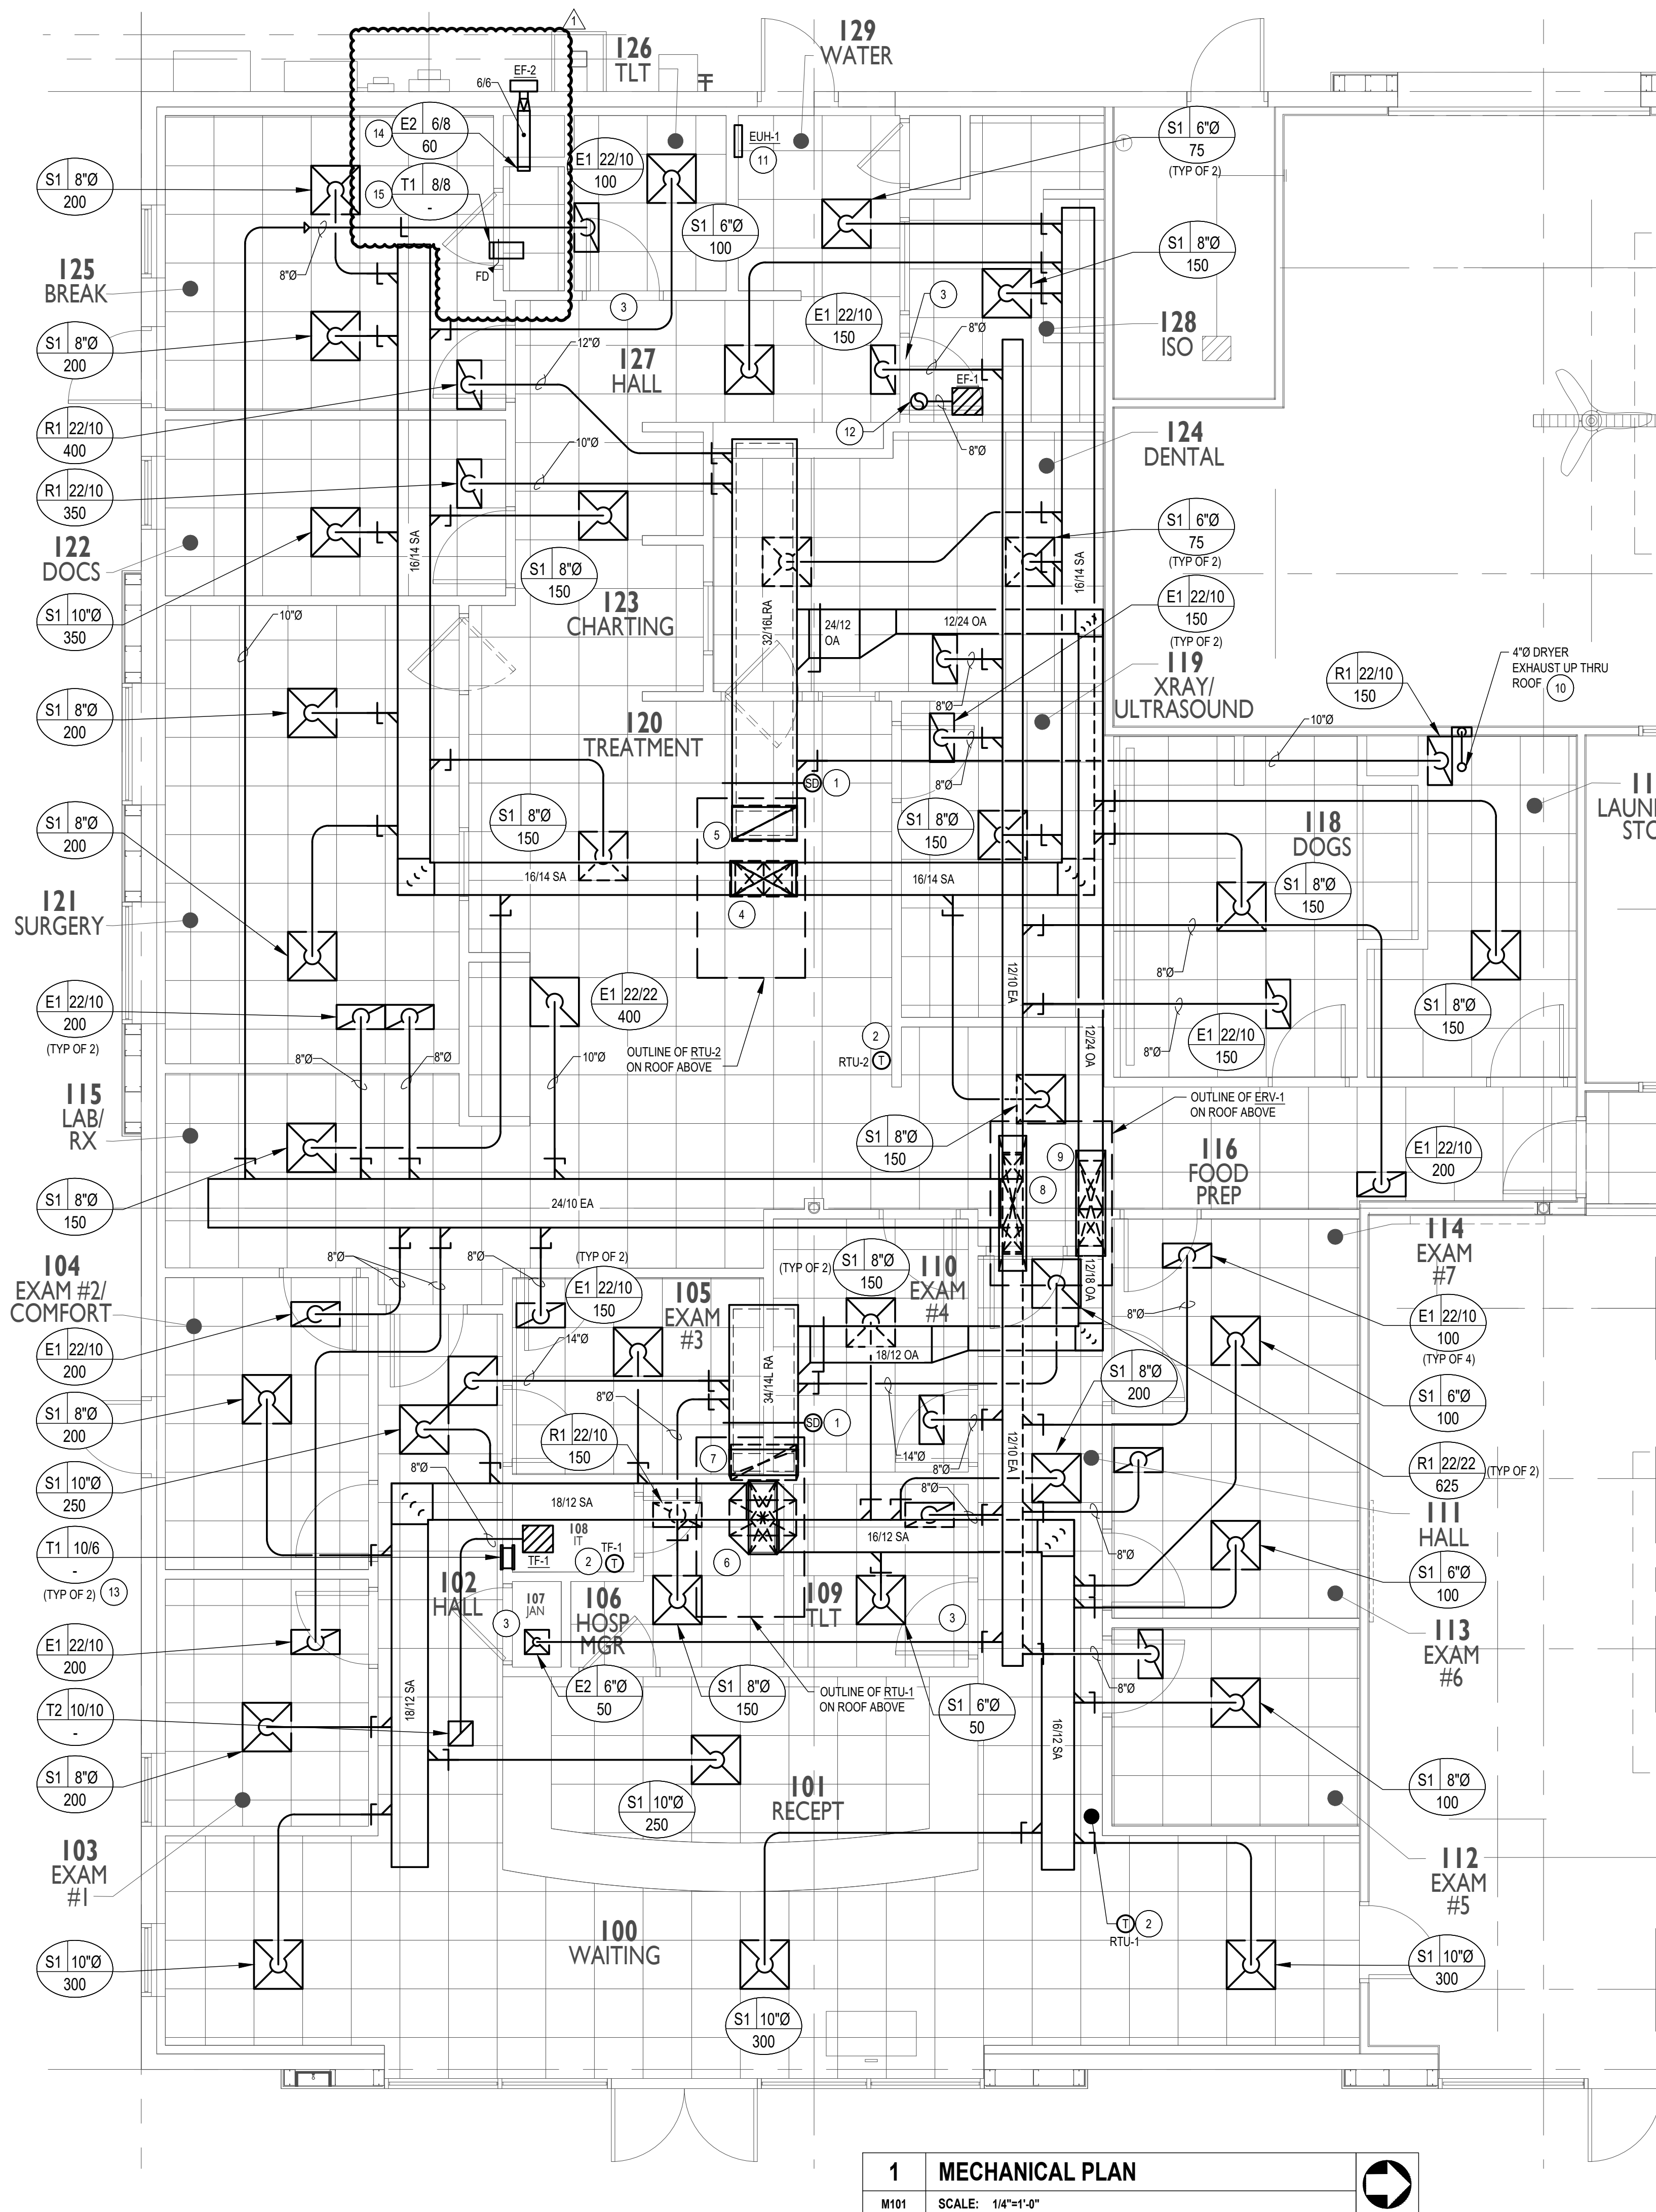 1
126
TLT
129
WATER
EF-2
6/6
14
E2 6/8
60
E1 22/10
100
EUH-1
11
S1 6"Ø
75
(TYP OF 2)
15
T1 8/8
-
S1 8"Ø
200
S1 6"Ø
100
S1 8"Ø
150
125
BREAK
8"Ø
FD
3
E1 22/10
150
3
8"Ø
128
ISO
S1 8"Ø
200
12"Ø
127
HALL
EF-1
R1 22/10
400
12
8"Ø
124
DENTAL
10"Ø
R1 22/10
350
122
DOCS
16/14 SA
S1 8"Ø
150
S1 6"Ø
75
(TYP OF 2)
16/14 SA
S1 10"Ø
350
123
CHARTING
32/16LRA
24/12
OA
12/24 OA
E1 22/10
150
(TYP OF 2)
10"Ø
119
XRAY/
ULTRASOUND
R1 22/10
150
4"Ø DRYER
EXHAUST UP THRU
ROOF 10
S1 8"Ø
200
120
TREATMENT
8"Ø
10"Ø
SD 1
8"Ø
S1 8"Ø
200
S1 8"Ø
150
5
S1 8"Ø
150
118
DOGS
11
LAUN
STO
16/14 SA
16/14 SA
S1 8"Ø
150
4
121
SURGERY
12/10 EA
8"Ø
E1 22/10
200
(TYP OF 2)
E1 22/22
400
S1 8"Ø
150
2
RTU-2 T
12/24 OA
E1 22/10
150
8"Ø
8"Ø
8"Ø
10"Ø
OUTLINE OF RTU-2
ON ROOF ABOVE
115
LAB/
RX
OUTLINE OF ERV-1
ON ROOF ABOVE
S1 8"Ø
150
9
8
116
FOOD
PREP
E1 22/10
200
S1 8"Ø
150
24/10 EA
104
EXAM #2/
COMFORT
8"Ø
8"Ø
(TYP OF 2)
E1 22/10
150
105
EXAM
#3
(TYP OF 2)
S1 8"Ø
150
110
EXAM
#4
12/18 OA
114
EXAM
#7
8"Ø
E1 22/10
100
(TYP OF 4)
E1 22/10
200
14"Ø
34/14LRA
18/12 OA
S1 8"Ø
200
S1 8"Ø
200
8"Ø
S1 6"Ø
100
SD 1
R1 22/10
150
14"Ø
12/10 EA
R1 22/22
625
(TYP OF 2)
S1 10"Ø
250
8"Ø
7
8"Ø
8"Ø
111
HALL
18/12 SA
16/12 SA
108
IT
TF-1
2
TF-1
T
6
8"Ø
T1 10/6
-
(TYP OF 2) 13
S1 6"Ø
100
102
HALL
107
JAN
3
106
HOSP
MGR
109
TLT
3
113
EXAM
#6
E1 22/10
200
E2 6"Ø
50
S1 8"Ø
150
OUTLINE OF RTU-1
ON ROOF ABOVE
S1 6"Ø
50
8"Ø
18/12 SA
T2 10/10
-
16/12 SA
S1 8"Ø
200
S1 10"Ø
250
101
RECEPT
S1 8"Ø
100
103
EXAM
#1
112
EXAM
#5
100
WAITING
T 2
RTU-1
S1 10"Ø
300
S1 10"Ø
300
S1 10"Ø
300
1 MECHANICAL PLAN
M101 SCALE: 1/4"=1'-0"